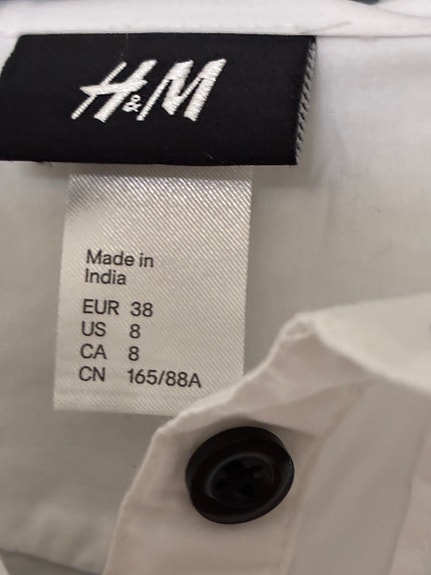 H&M
Made in
India
EUR 38
US 8
CA 8
CN 165/88A